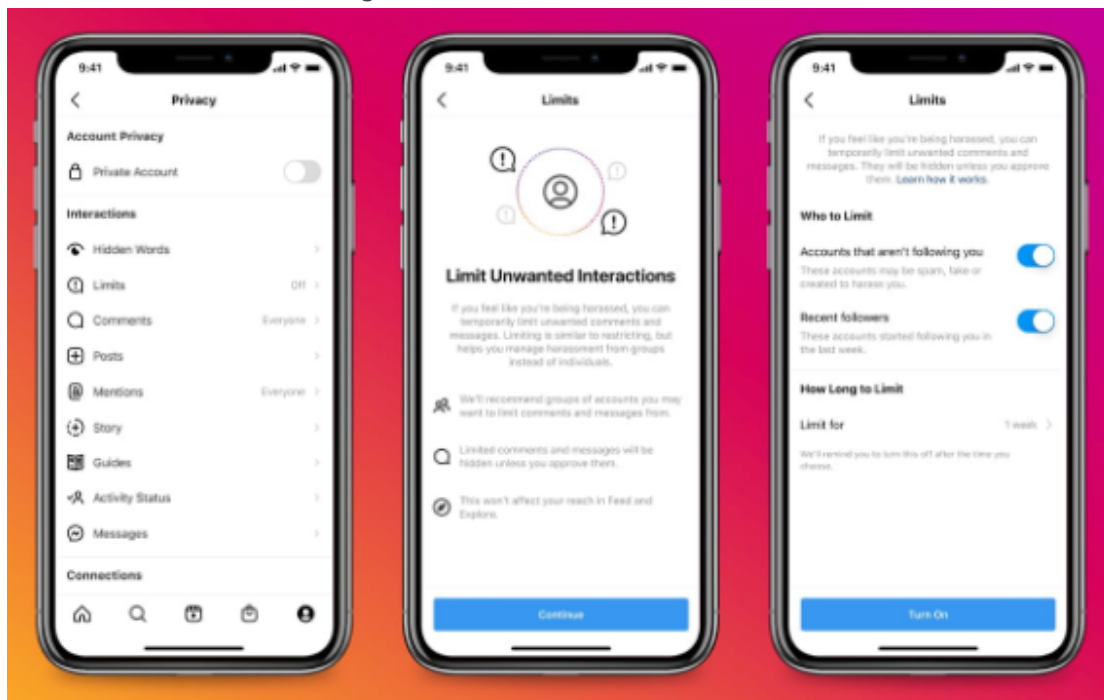 9:41
Privacy
Account Privacy
Private Account
Interactions
Hidden Words
Limits Off
Comments Everyone
Posts
Mentions Everyone
Story
Guides
Activity Status
Messages
Connections
9:41
Limits
Limit Unwanted Interactions
If you feel like you're being harassed, you can
temporarily limit unwanted comments and
messages. Limiting is similar to restricting, but
helps you manage harassment from groups
instead of individuals.
We'll recommend groups of accounts you may
want to limit comments and messages from.
Limited comments and messages will be
hidden unless you approve them.
This won't affect your reach in Feed and
Explore.
Continue
9:41
Limits
If you feel like you're being harassed, you can
temporarily limit unwanted comments and
messages. They will be hidden unless you approve
them. Learn how it works.
Who to Limit
Accounts that aren't following you
These accounts may be spam, fake or
created to harass you.
Recent followers
These accounts started following you in
the last week.
How Long to Limit
Limit for 1 week
We'll remind you to turn this off after the time you
choose.
Turn On